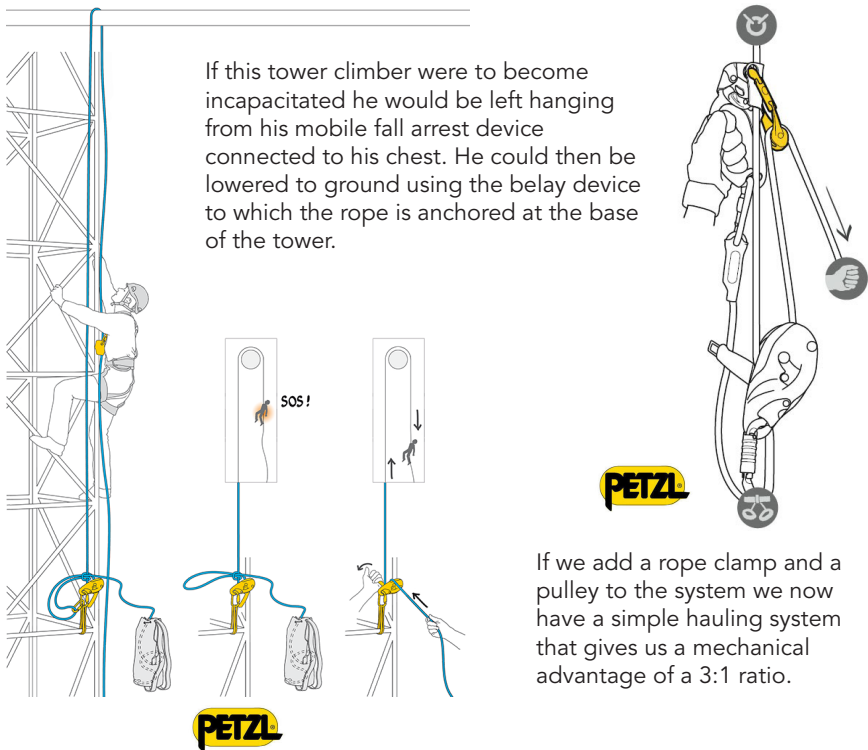 If this tower climber were to become
incapacitated he would be left hanging
from his mobile fall arrest device
connected to his chest. He could then be
lowered to ground using the belay device
to which the rope is anchored at the base
of the tower.
SOS!
PETZL
If we add a rope clamp and a
pulley to the system we now
have a simple hauling system
that gives us a mechanical
advantage of a 3:1 ratio.
PETZL